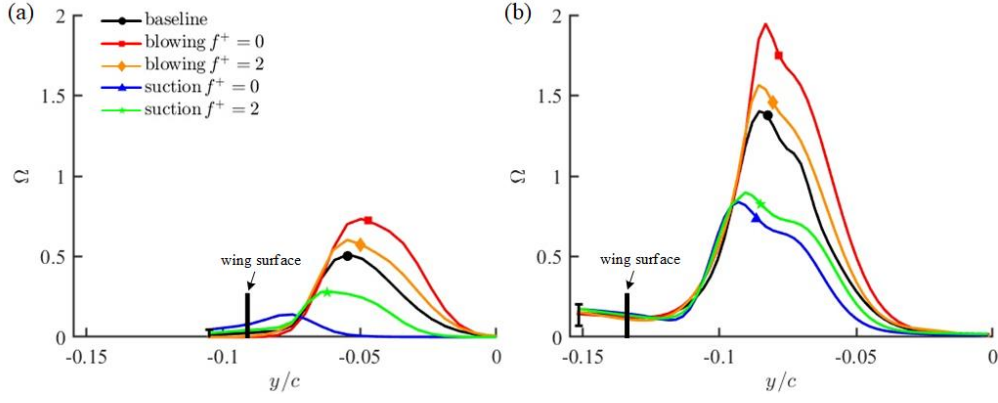 (a)
2
1.5
1
0.5
0
Ω
baseline
blowing f⁺ = 0
blowing f⁺ = 2
suction f⁺ = 0
suction f⁺ = 2
wing surface
-0.15
-0.1
-0.05
0
y/c
(b)
2
1.5
1
0.5
0
Ω
wing surface
-0.15
-0.1
-0.05
0
y/c